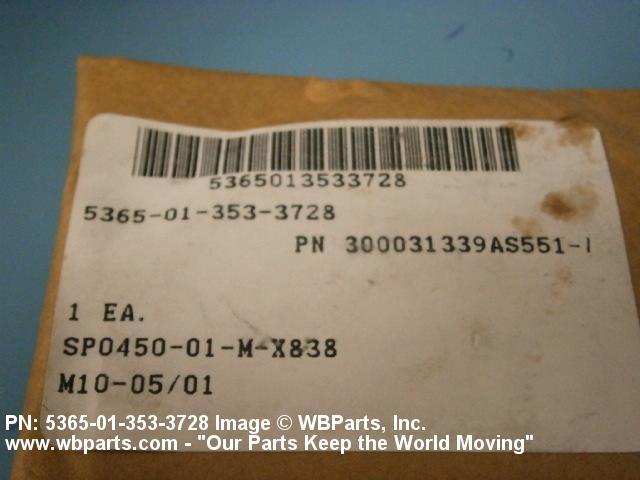 5365013533728
5365-01-353-3728
PN 300031339AS551-1
1 EA.
SP0450-01-M-X838
M10-05/01
PN: 5365-01-353-3728 Image © WBParts, Inc.
www.wbparts.com - "Our Parts Keep the World Moving"